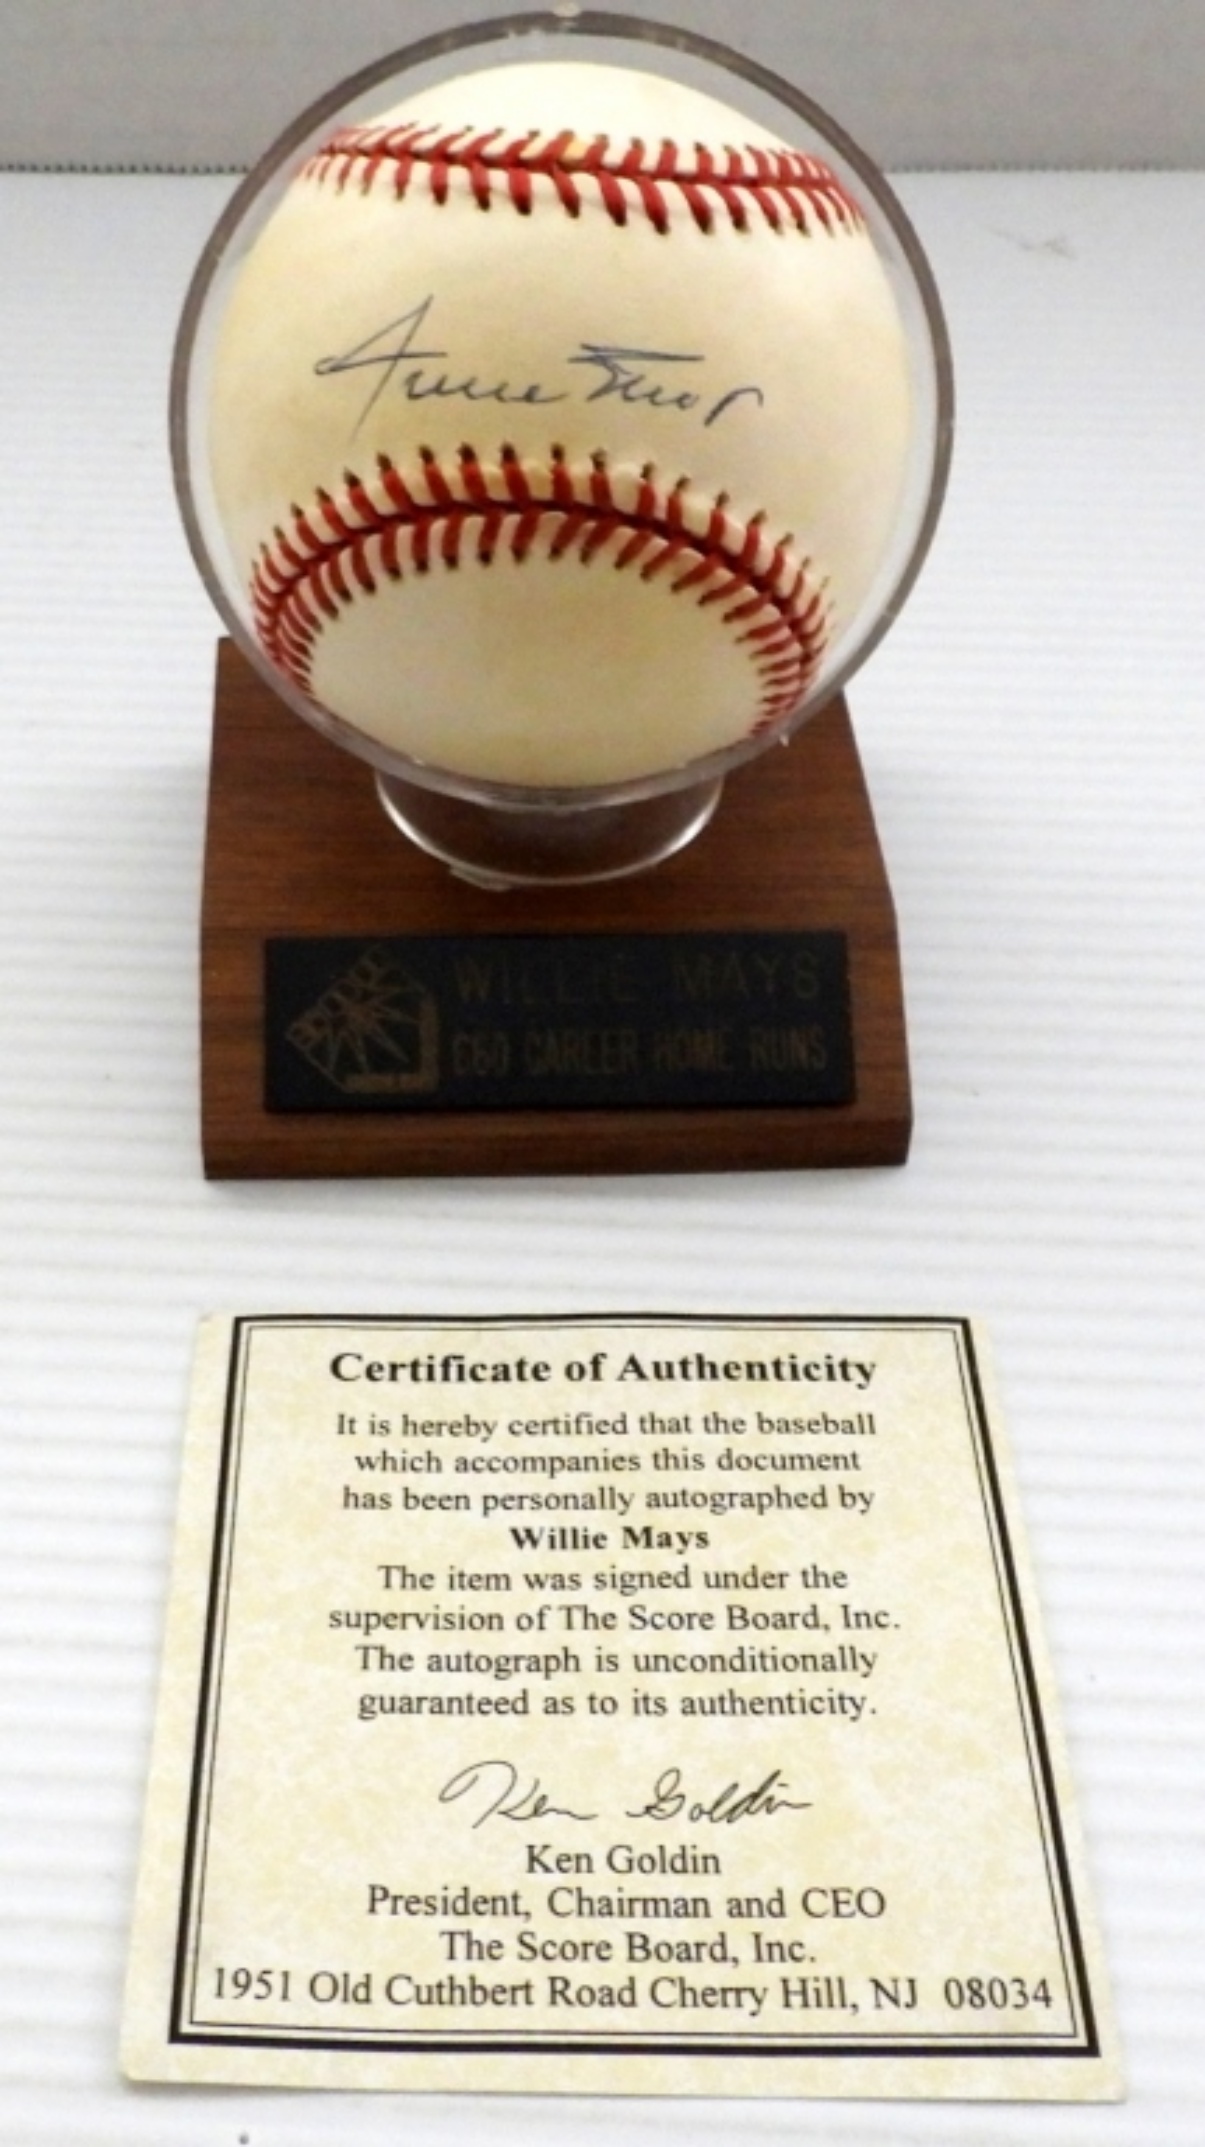 Willie Mays
WILLIE MAYS
660 CAREER HOME RUNS
Certificate of Authenticity
It is hereby certified that the baseball
which accompanies this document
has been personally autographed by
Willie Mays
The item was signed under the
supervision of The Score Board, Inc.
The autograph is unconditionally
guaranteed as to its authenticity.
Ken Goldin
Ken Goldin
President, Chairman and CEO
The Score Board, Inc.
1951 Old Cuthbert Road Cherry Hill, NJ 08034